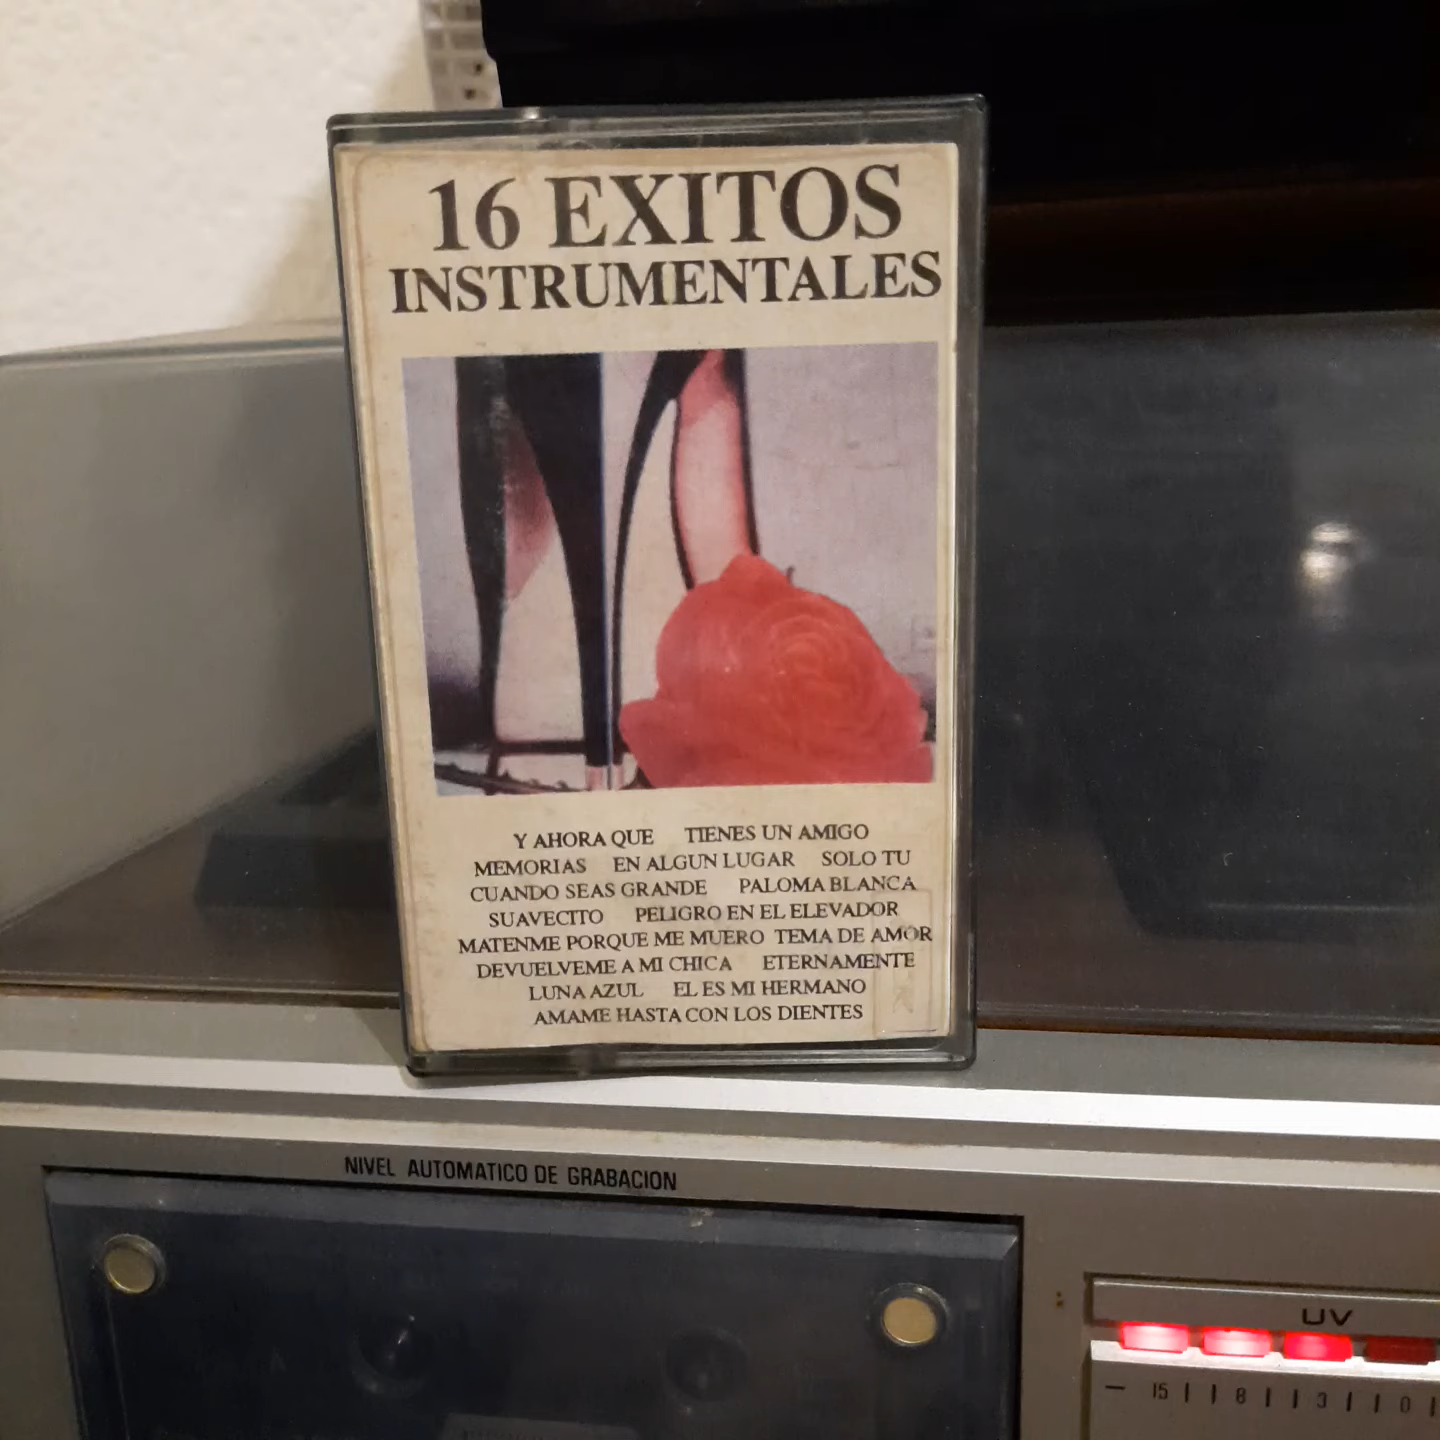 16 EXITOS
INSTRUMENTALES
Y AHORA QUE TIENES UN AMIGO
MEMORIAS EN ALGUN LUGAR SOLO TU
CUANDO SEAS GRANDE PALOMA BLANCA
SUAVECITO PELIGRO EN EL ELEVADOR
MATENME PORQUE ME MUERO TEMA DE AMOR
DEVUELVEME A MI CHICA ETERNAMENTE
LUNA AZUL EL ES MI HERMANO
AMAME HASTA CON LOS DIENTES
NIVEL AUTOMATICO DE GRABACION
UV
— 15 | | 8 | | 3 | | 0 |